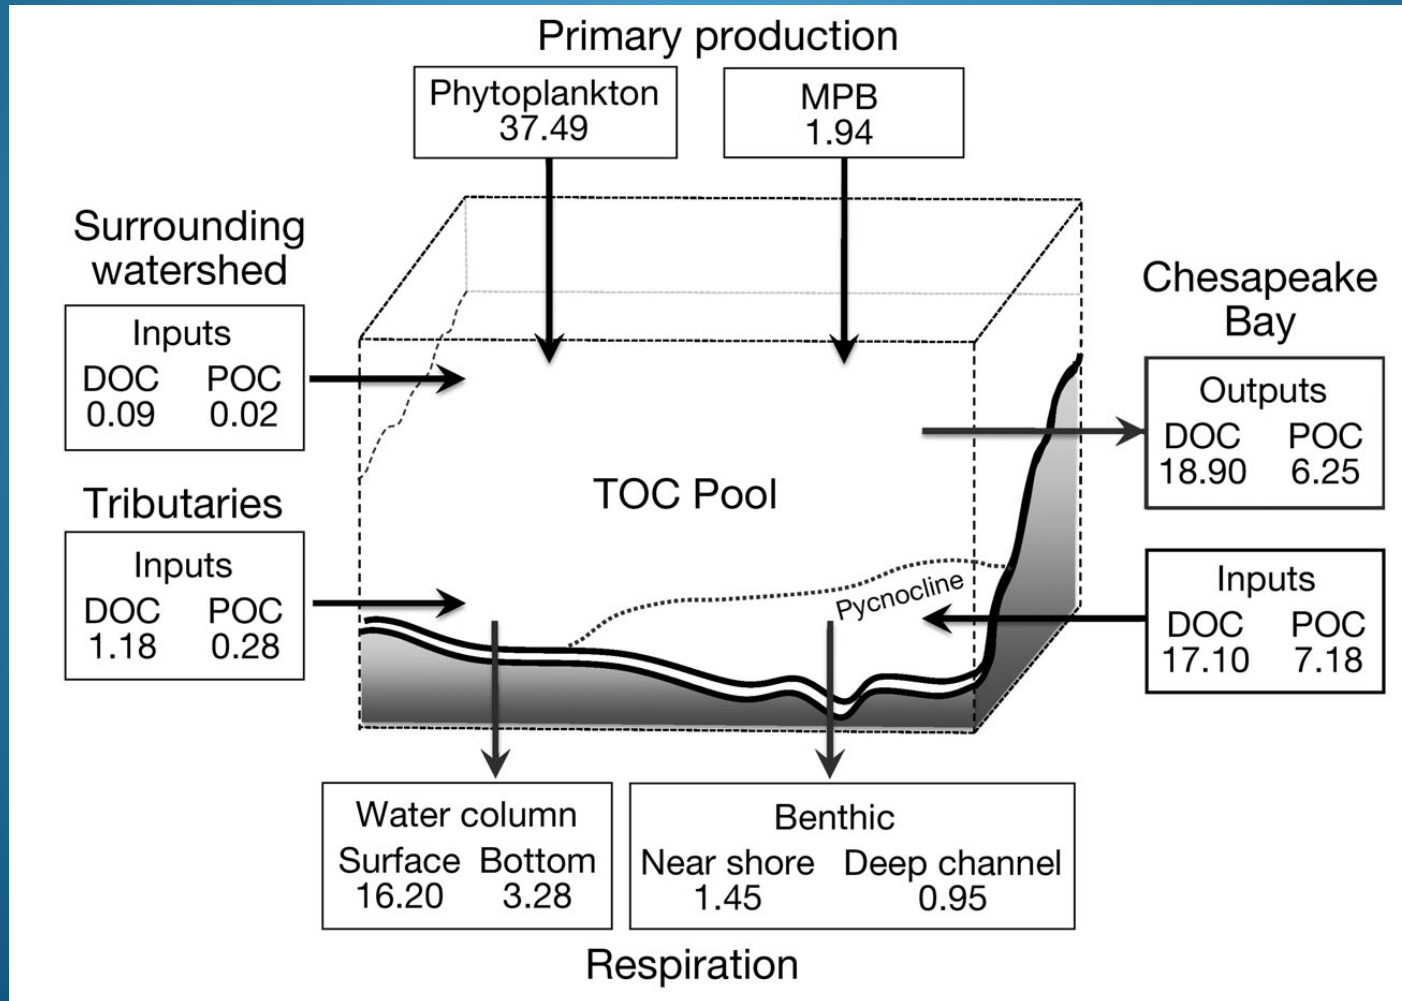 Primary production
Phytoplankton
37.49
MPB
1.94
Surrounding
watershed
Inputs
DOC POC
0.09 0.02
Tributaries
Inputs
DOC POC
1.18 0.28
TOC Pool
Pycnocline
Chesapeake
Bay
Outputs
DOC POC
18.90 6.25
Inputs
DOC POC
17.10 7.18
Water column
Surface Bottom
16.20 3.28
Benthic
Near shore Deep channel
1.45 0.95
Respiration